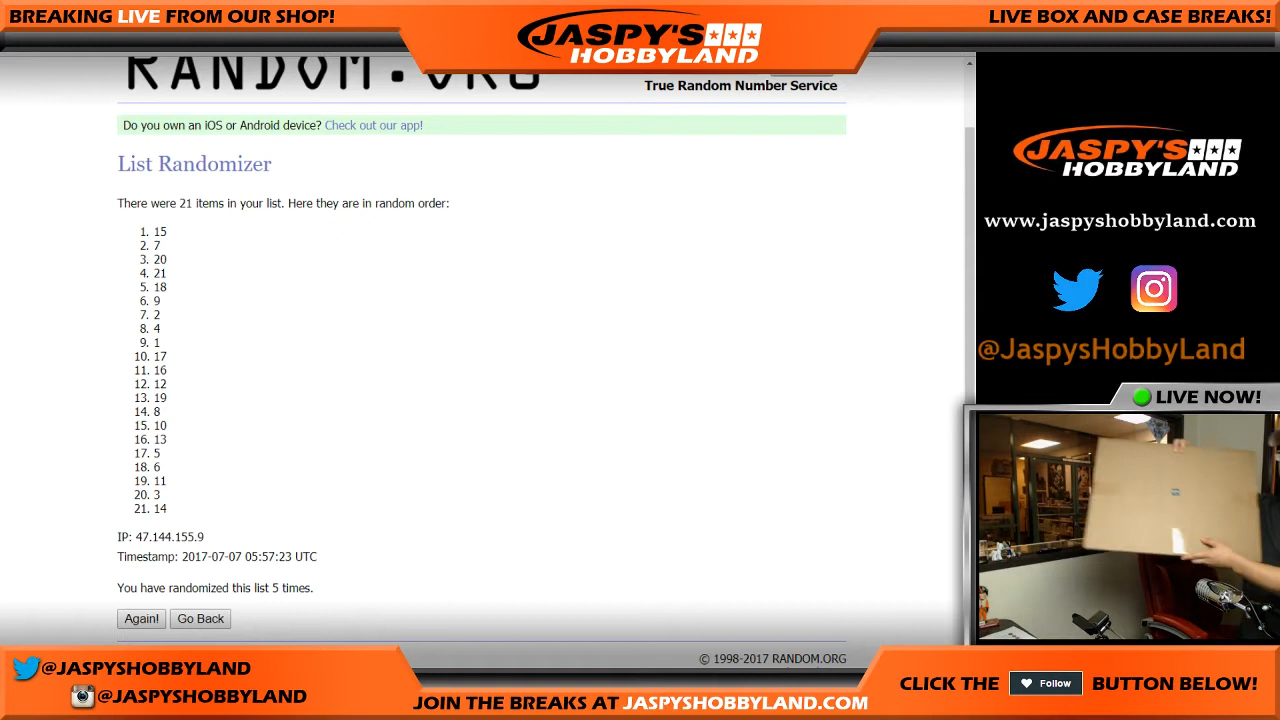 BREAKING LIVE FROM OUR SHOP!
JASPY'S
HOBBYLAND
LIVE BOX AND CASE BREAKS!
RANDOM.ORG
True Random Number Service
Do you own an iOS or Android device? Check out our app!
List Randomizer
There were 21 items in your list. Here they are in random order:
1. 15
2. 7
3. 20
4. 21
5. 18
6. 9
7. 2
8. 4
9. 1
10. 17
11. 16
12. 12
13. 19
14. 8
15. 10
16. 13
17. 5
18. 6
19. 11
20. 3
21. 14
IP: 47.144.155.9
Timestamp: 2017-07-07 05:57:23 UTC
You have randomized this list 5 times.
Again! Go Back
© 1998-2017 RANDOM.ORG
JASPY'S
HOBBYLAND
www.jaspyshobbyland.com
@JaspysHobbyLand
LIVE NOW!
@JASPYSHOBBYLAND
@JASPYSHOBBYLAND
JOIN THE BREAKS AT JASPYSHOBBYLAND.COM
CLICK THE Follow BUTTON BELOW!